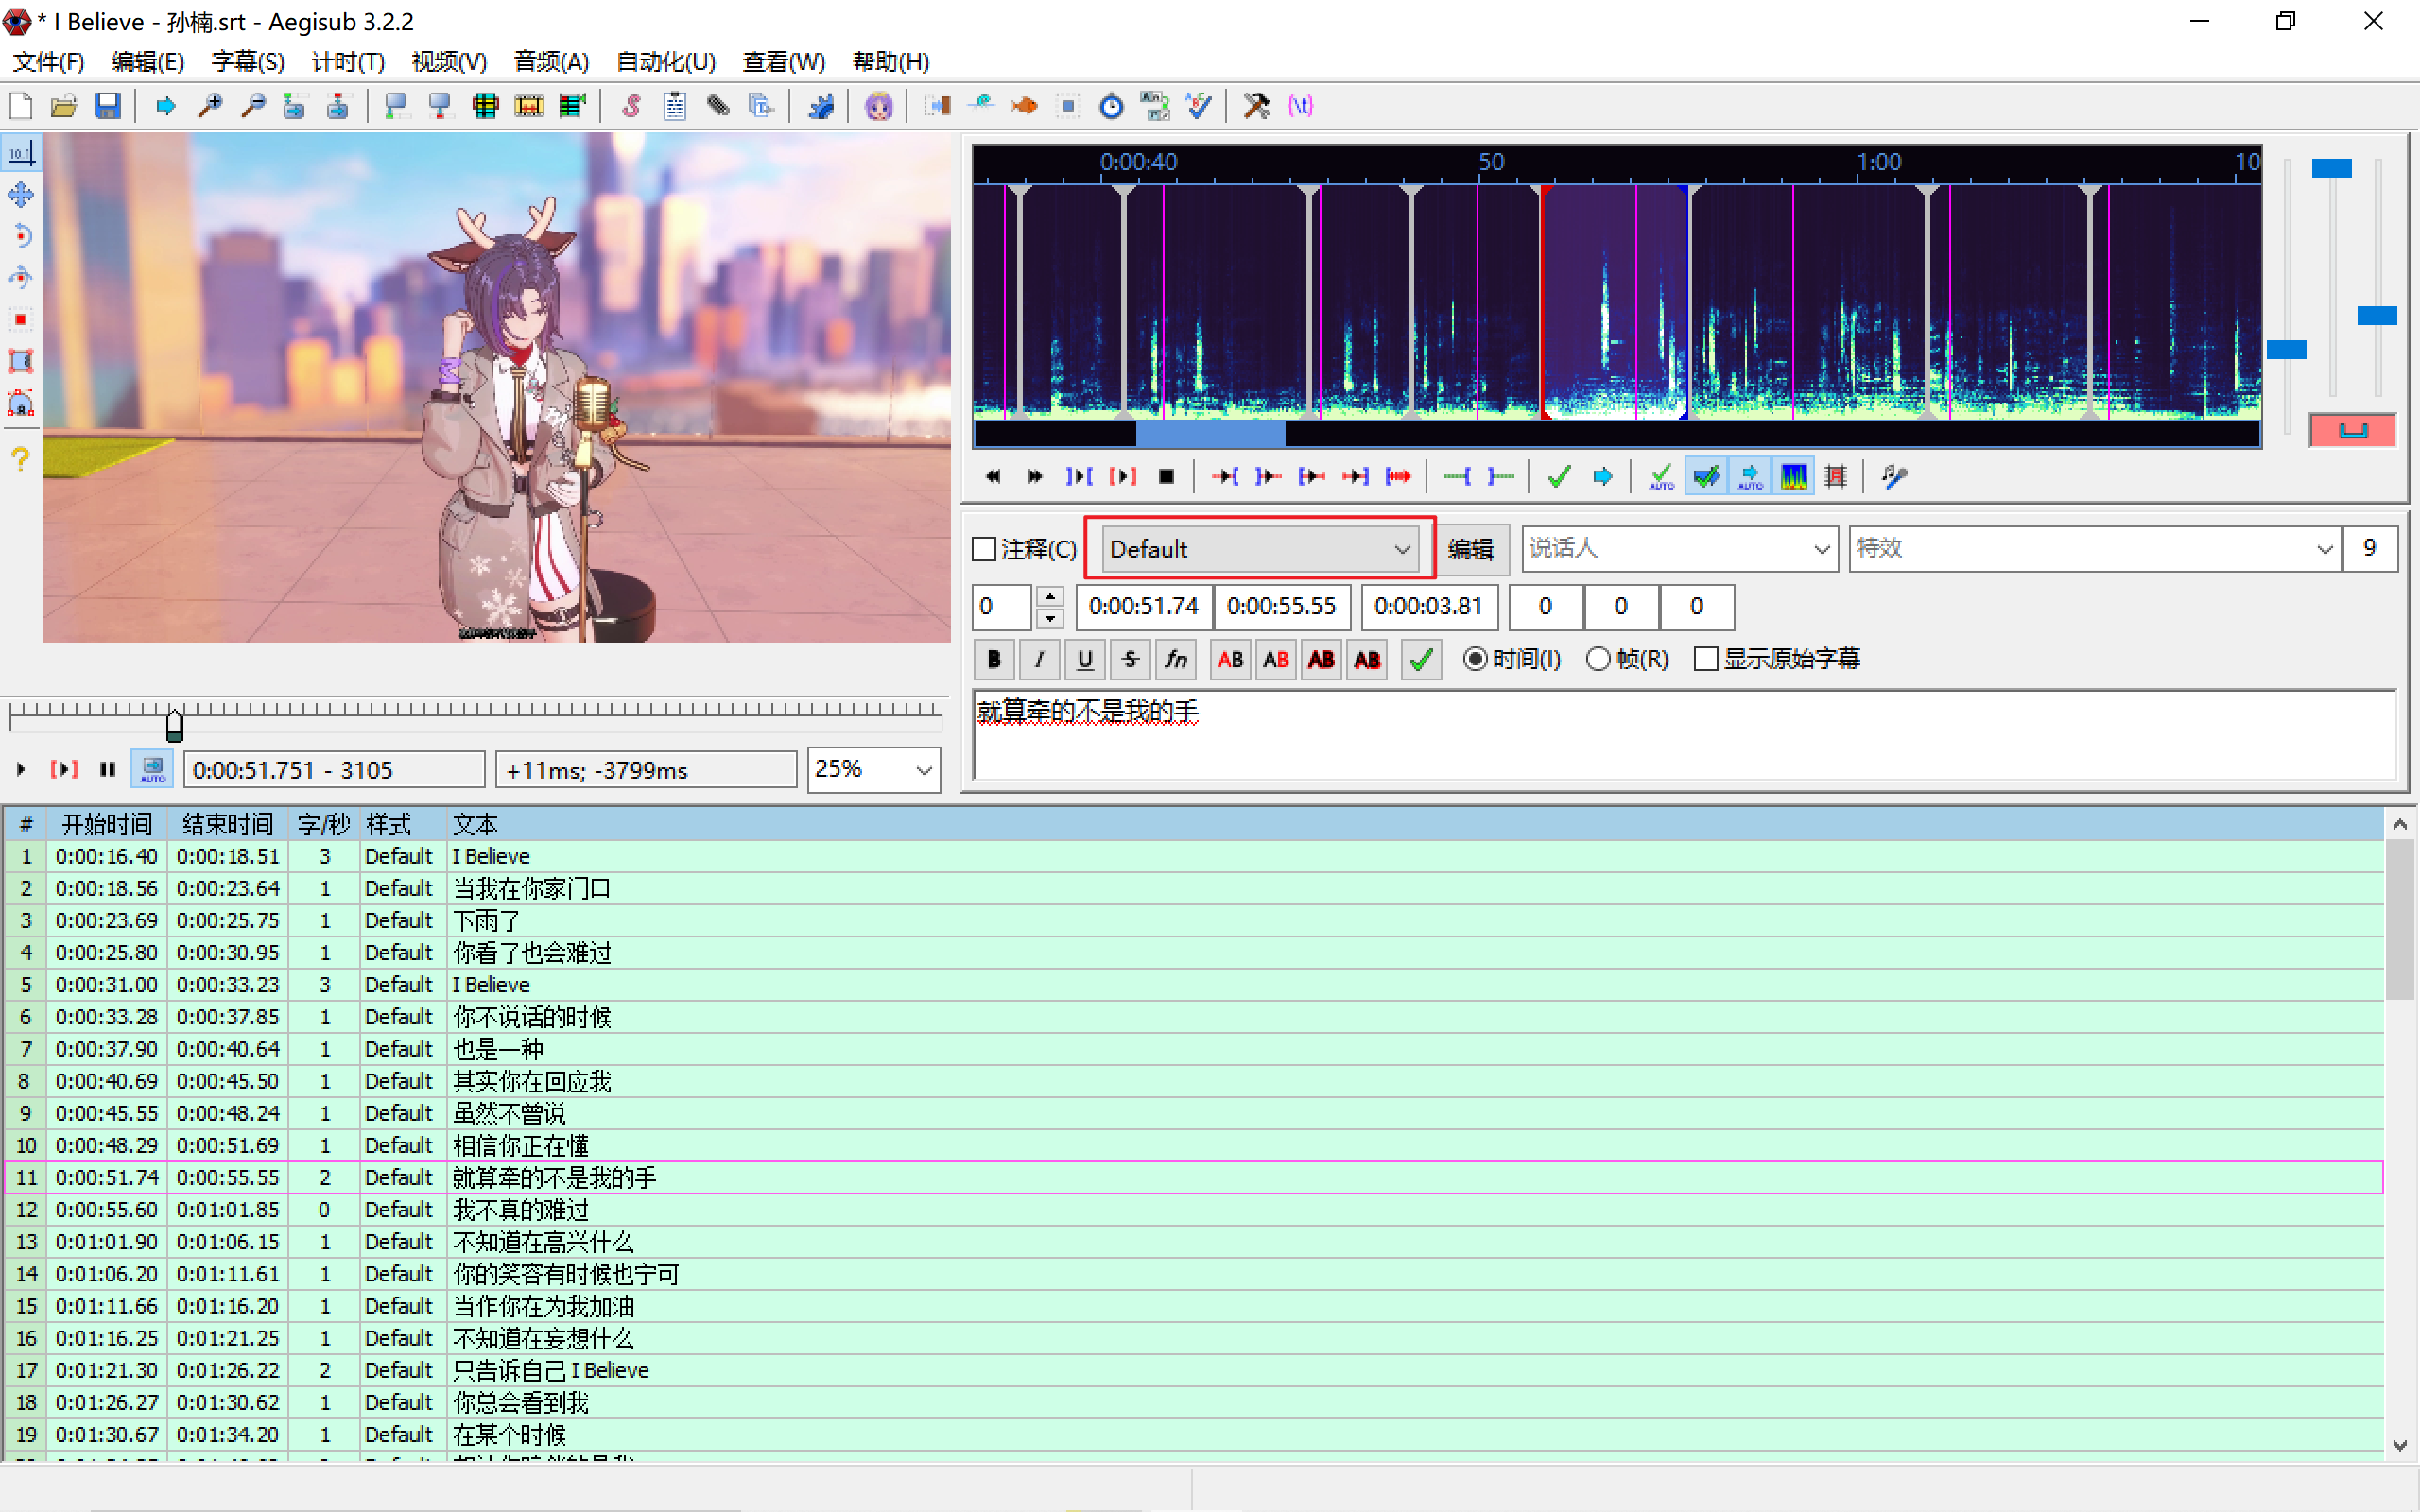 * I Believe - 孙楠.srt - Aegisub 3.2.2
文件(F) 编辑(E) 字幕(S) 计时(T) 视频(V) 音频(A) 自动化(U) 查看(W) 帮助(H)
0:00:40 50 1:00 10
注释(C) Default 编辑 说话人 特效 9
0 0:00:51.74 0:00:55.55 0:00:03.81 0 0 0
B I U S fn AB AB AB AB 时间(I) 帧(R) 显示原始字幕
就算牵的不是我的手
AUTO 0:00:51.751 - 3105 +11ms; -3799ms 25%
# 开始时间 结束时间 字/秒 样式 文本
1 0:00:16.40 0:00:18.51 3 Default I Believe
2 0:00:18.56 0:00:23.64 1 Default 当我在你家门口
3 0:00:23.69 0:00:25.75 1 Default 下雨了
4 0:00:25.80 0:00:30.95 1 Default 你看了也会难过
5 0:00:31.00 0:00:33.23 3 Default I Believe
6 0:00:33.28 0:00:37.85 1 Default 你不说话的时候
7 0:00:37.90 0:00:40.64 1 Default 也是一种
8 0:00:40.69 0:00:45.50 1 Default 其实你在回应我
9 0:00:45.55 0:00:48.24 1 Default 虽然不曾说
10 0:00:48.29 0:00:51.69 1 Default 相信你正在懂
11 0:00:51.74 0:00:55.55 2 Default 就算牵的不是我的手
12 0:00:55.60 0:01:01.85 0 Default 我不真的难过
13 0:01:01.90 0:01:06.15 1 Default 不知道在高兴什么
14 0:01:06.20 0:01:11.61 1 Default 你的笑容有时候也宁可
15 0:01:11.66 0:01:16.20 1 Default 当作你在为我加油
16 0:01:16.25 0:01:21.25 1 Default 不知道在妄想什么
17 0:01:21.30 0:01:26.22 2 Default 只告诉自己 I Believe
18 0:01:26.27 0:01:30.62 1 Default 你总会看到我
19 0:01:30.67 0:01:34.20 1 Default 在某个时候